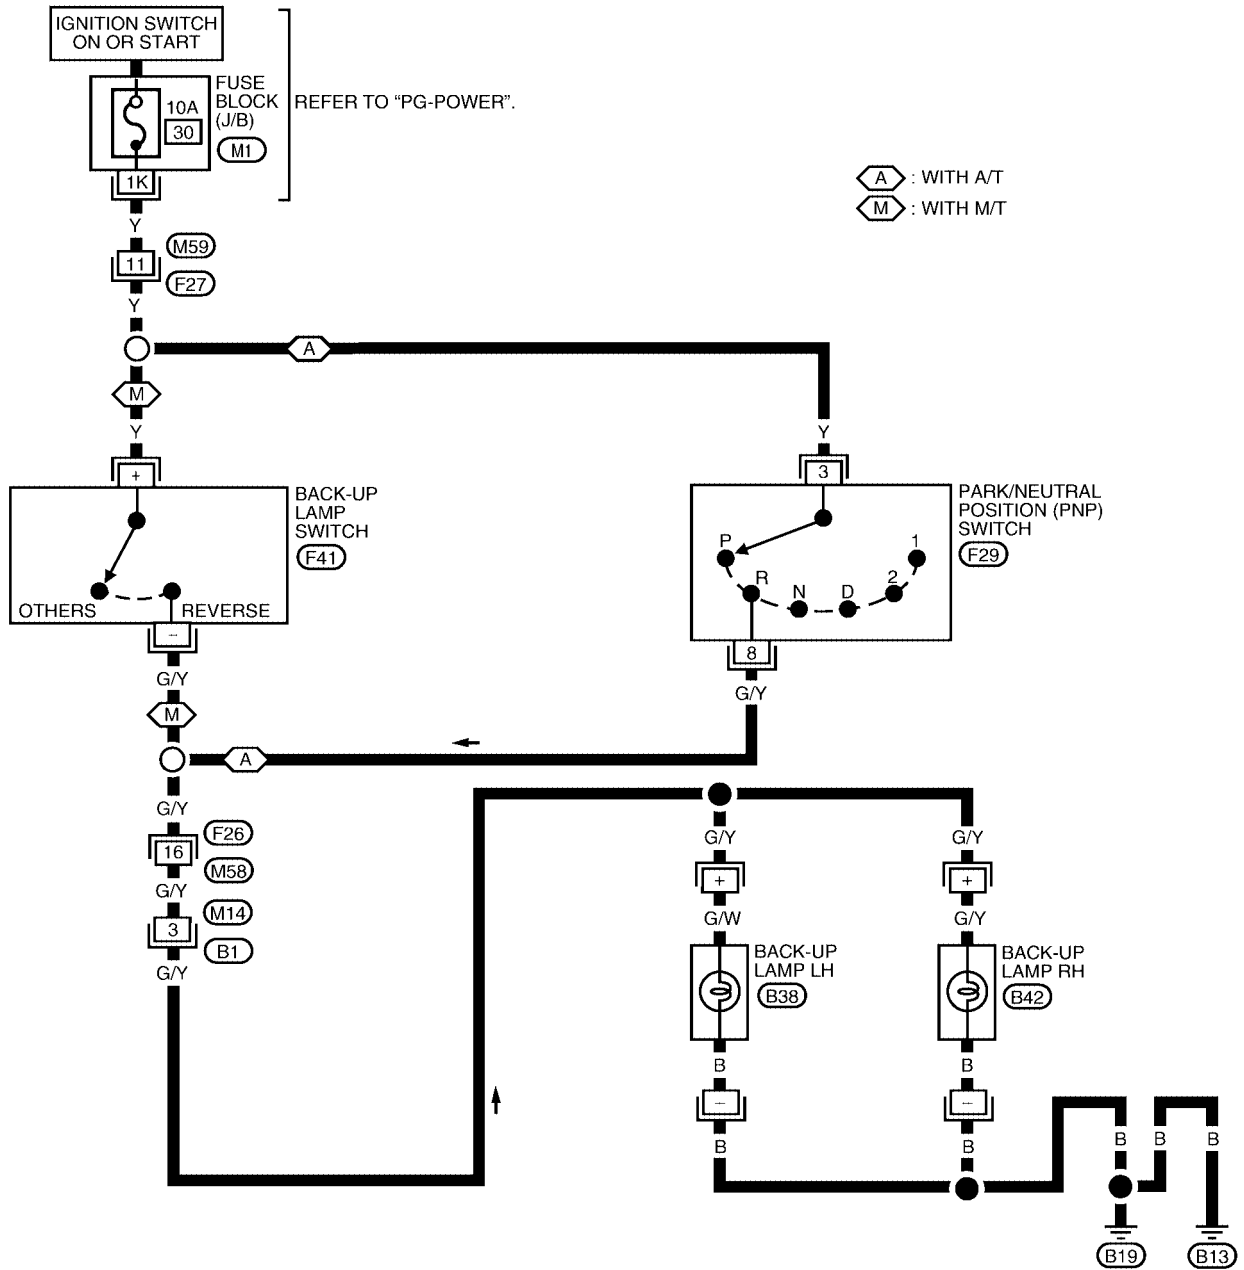 IGNITION SWITCH
ON OR START
10A
30
FUSE
BLOCK
(J/B)
M1
REFER TO “PG-POWER”.
1K
A : WITH A/T
M : WITH M/T
Y
11
M59
F27
Y
A
M
Y
Y
+
3
BACK-UP
LAMP
SWITCH
F41
OTHERS
REVERSE
–
PARK/NEUTRAL
POSITION (PNP)
SWITCH
F29
P
R
N
D
2
1
8
G/Y
G/Y
M
A
G/Y
16
F26
M58
G/Y
3
M14
B1
G/Y
G/Y
G/Y
+
+
G/W
G/Y
BACK-UP
LAMP LH
B38
BACK-UP
LAMP RH
B42
B
B
–
–
B
B
B
B
B
B19
B13